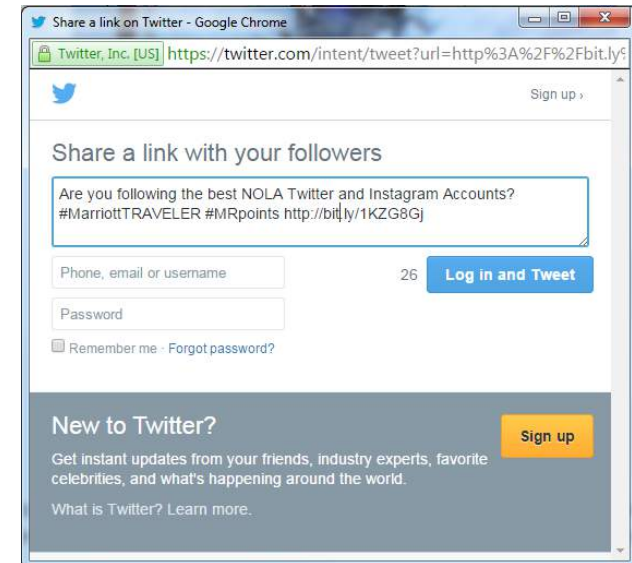 Share a link on Twitter - Google Chrome
Twitter, Inc. [US] https://twitter.com/intent/tweet?url=http%3A%2F%2Fbit.ly%
Sign up ›
Share a link with your followers
Are you following the best NOLA Twitter and Instagram Accounts?
#MarriottTRAVELER #MRpoints http://bit.ly/1KZG8Gj
Phone, email or username
26 Log in and Tweet
Password
Remember me · Forgot password?
New to Twitter?
Sign up
Get instant updates from your friends, industry experts, favorite
celebrities, and what's happening around the world.
What is Twitter? Learn more.